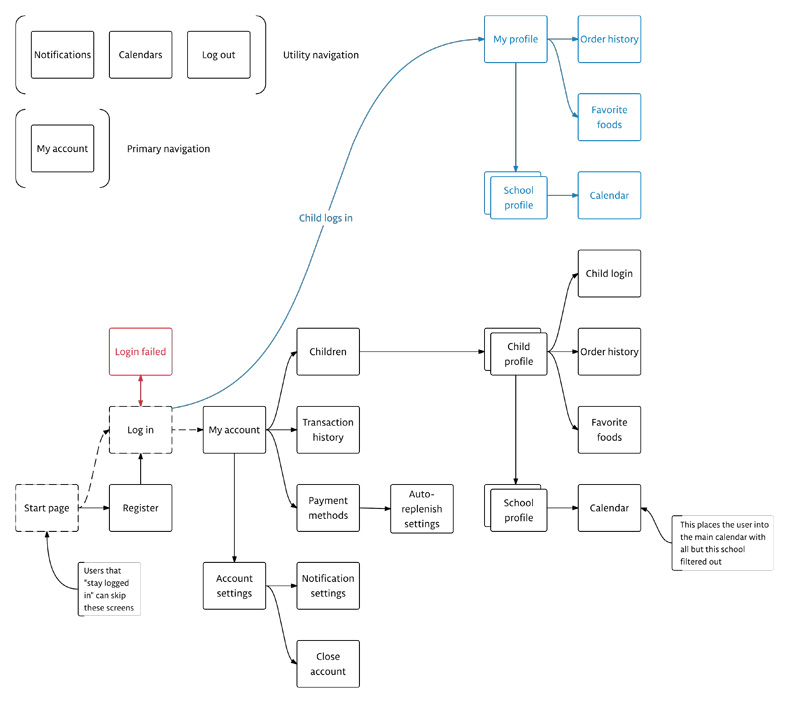 Notifications
Calendars
Log out
Utility navigation
My account
Primary navigation
My profile
Order history
Favorite
foods
School
profile
Calendar
Child logs in
Child login
Login failed
Children
Child
profile
Order history
Log in
My account
Transaction
history
Favorite
foods
Start page
Register
Payment
methods
Auto-
replenish
settings
School
profile
Calendar
This places the user into
the main calendar with
all but this school
filtered out
Users that
"stay logged
in" can skip
these screens
Account
settings
Notification
settings
Close
account